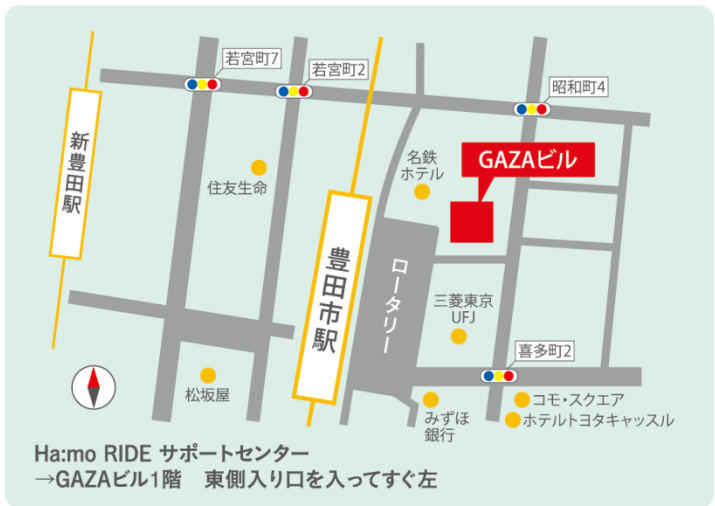 若宮町7
若宮町2
昭和町4
新豊田駅
住友生命
名鉄
ホテル
GAZAビル
豊田市駅
ロータリー
三菱東京
UFJ
喜多町2
松坂屋
みずほ
銀行
コモ・スクエア
ホテルトヨタキャッスル
Ha:mo RIDE サポートセンター
→GAZAビル1階　東側入り口を入ってすぐ左